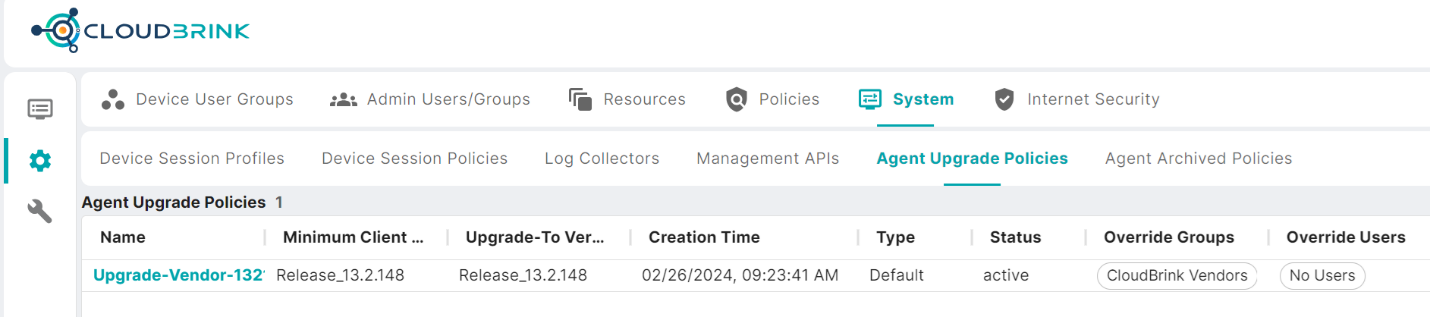 CLOUDBRINK
Device User Groups Admin Users/Groups Resources Policies System Internet Security
Device Session Profiles Device Session Policies Log Collectors Management APIs Agent Upgrade Policies Agent Archived Policies
Agent Upgrade Policies 1
Name Minimum Client ... Upgrade-To Ver... Creation Time Type Status Override Groups Override Users
Upgrade-Vendor-132 Release_13.2.148 Release_13.2.148 02/26/2024, 09:23:41 AM Default active CloudBrink Vendors No Users